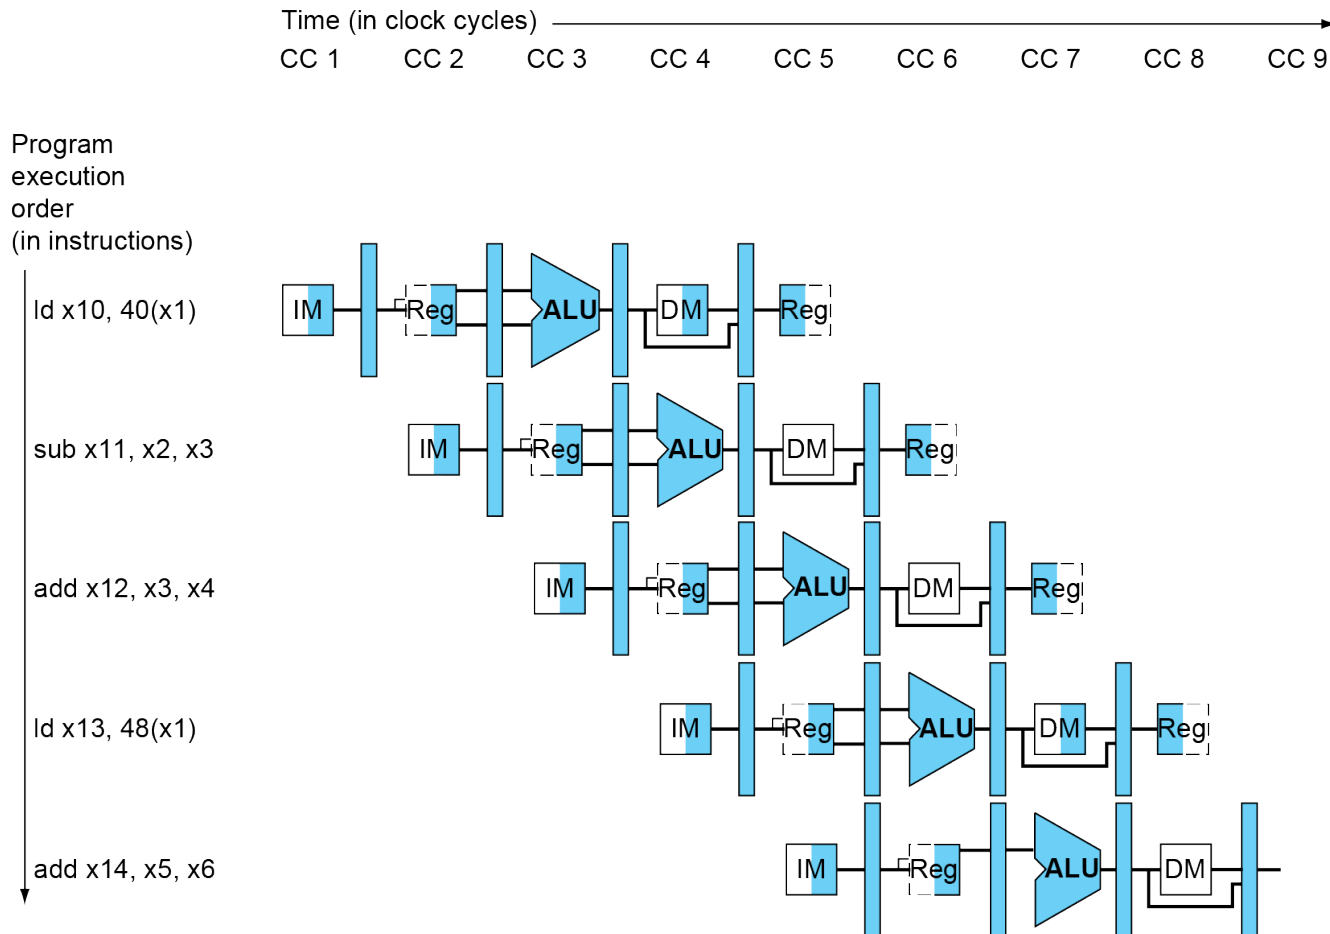 Time (in clock cycles)
CC 1 CC 2 CC 3 CC 4 CC 5 CC 6 CC 7 CC 8 CC 9
Program
execution
order
(in instructions)
ld x10, 40(x1) IM Reg ALU DM Reg
sub x11, x2, x3 IM Reg ALU DM Reg
add x12, x3, x4 IM Reg ALU DM Reg
ld x13, 48(x1) IM Reg ALU DM Reg
add x14, x5, x6 IM Reg ALU DM